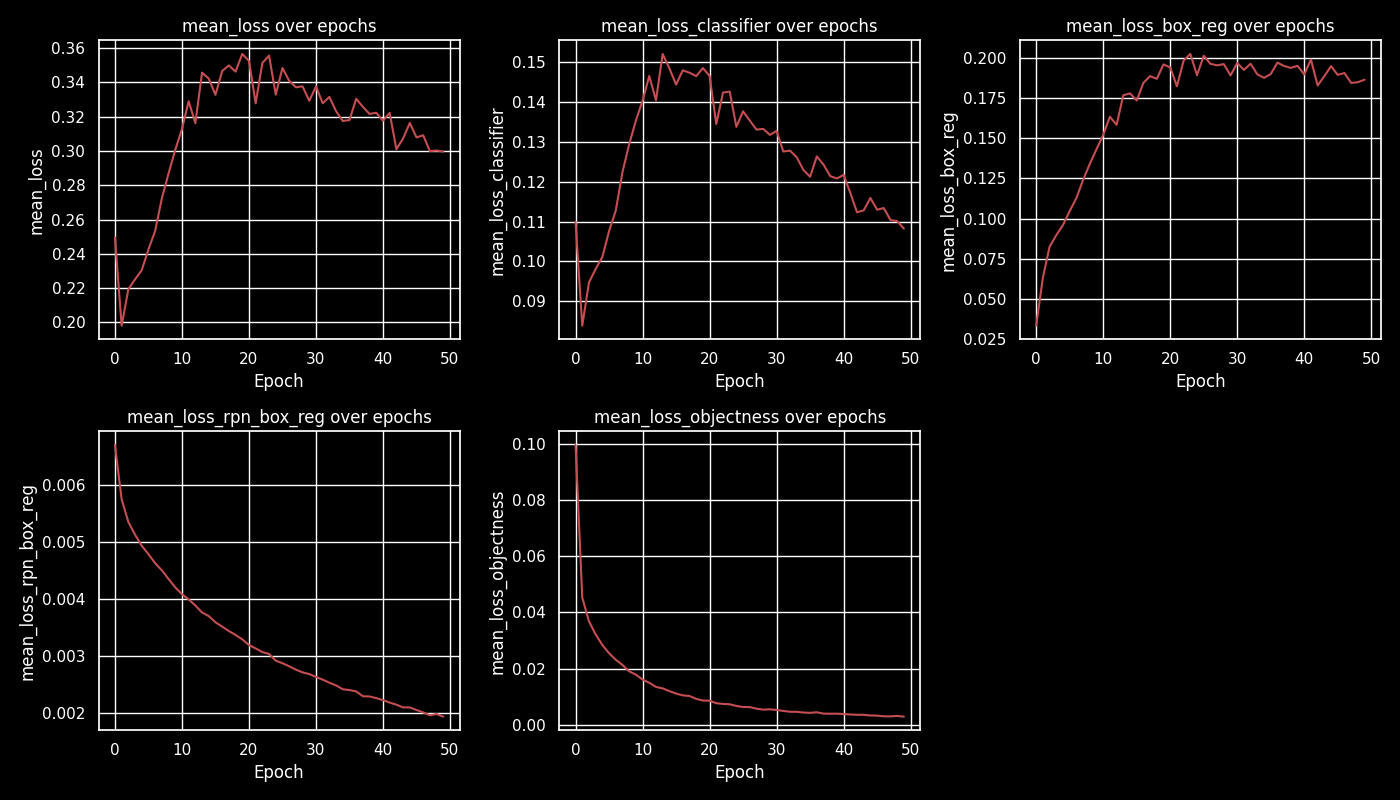 mean_loss over epochs
mean_loss
0.36
0.34
0.32
0.30
0.28
0.26
0.24
0.22
0.20
0 10 20 30 40 50
Epoch
mean_loss_classifier over epochs
mean_loss_classifier
0.15
0.14
0.13
0.12
0.11
0.10
0.09
0 10 20 30 40 50
Epoch
mean_loss_box_reg over epochs
mean_loss_box_reg
0.200
0.175
0.150
0.125
0.100
0.075
0.050
0.025
0 10 20 30 40 50
Epoch
mean_loss_rpn_box_reg over epochs
mean_loss_rpn_box_reg
0.006
0.005
0.004
0.003
0.002
0 10 20 30 40 50
Epoch
mean_loss_objectness over epochs
mean_loss_objectness
0.10
0.08
0.06
0.04
0.02
0.00
0 10 20 30 40 50
Epoch